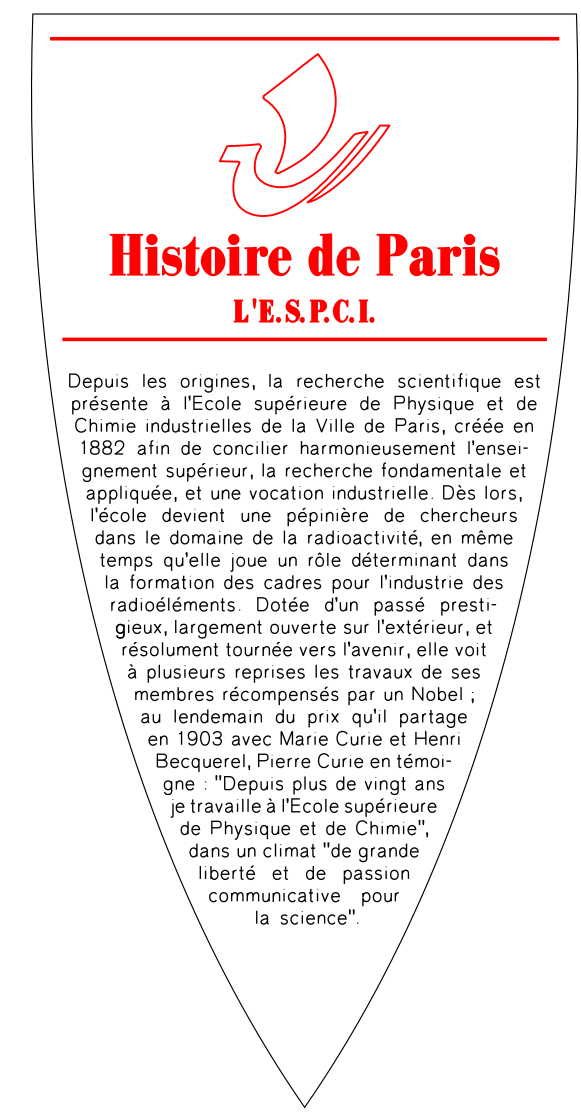 Histoire de Paris
L'E.S.P.C.I.
Depuis les origines, la recherche scientifique est
présente à l'Ecole supérieure de Physique et de
Chimie industrielles de la Ville de Paris, créée en
1882 afin de concilier harmonieusement l'ensei-
gnement supérieur, la recherche fondamentale et
appliquée, et une vocation industrielle. Dès lors,
l'école devient une pépinière de chercheurs
dans le domaine de la radioactivité, en même
temps qu'elle joue un rôle déterminant dans
la formation des cadres pour l'industrie des
radioéléments. Dotée d'un passé presti-
gieux, largement ouverte sur l'extérieur, et
résolument tournée vers l'avenir, elle voit
à plusieurs reprises les travaux de ses
membres récompensés par un Nobel ;
au lendemain du prix qu'il partage
en 1903 avec Marie Curie et Henri
Becquerel, Pierre Curie en témoi-
gne : "Depuis plus de vingt ans
je travaille à l'Ecole supérieure
de Physique et de Chimie",
dans un climat "de grande
liberté et de passion
communicative pour
la science".